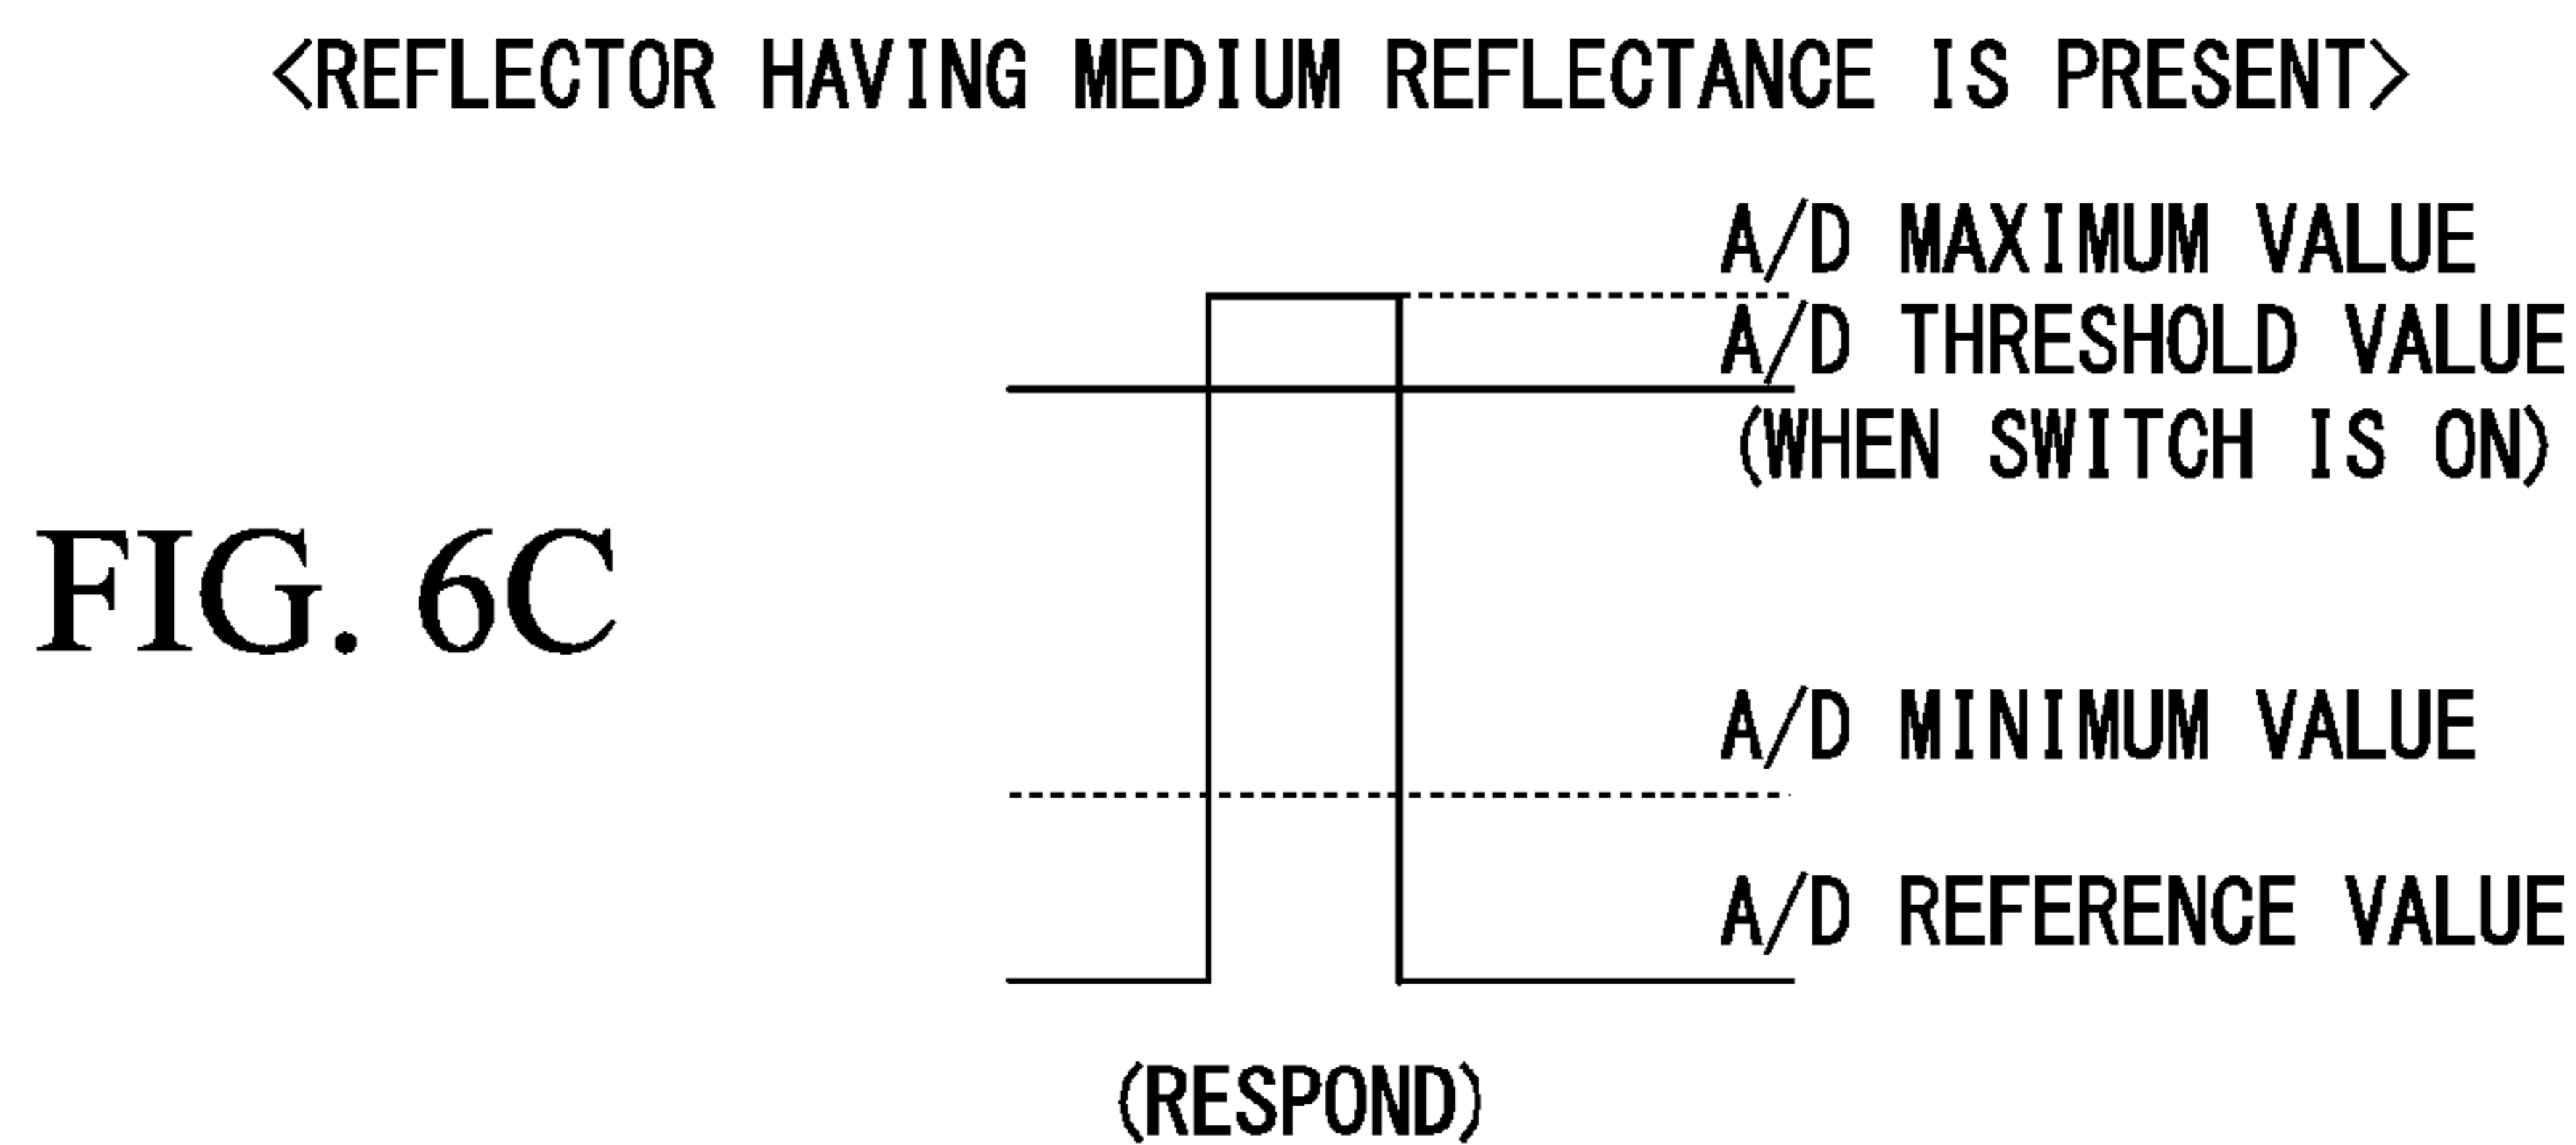 <REFLECTOR HAVING MEDIUM REFLECTANCE IS PRESENT>
A/D MAXIMUM VALUE
A/D THRESHOLD VALUE
(WHEN SWITCH IS ON)
FIG. 6C
A/D MINIMUM VALUE
A/D REFERENCE VALUE
(RESPOND)